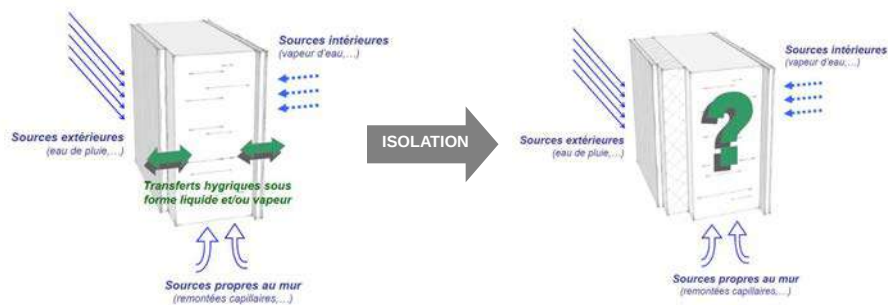 Sources intérieures
(vapeur d'eau,...)
Sources extérieures
(eau de pluie,...)
Transferts hygriques sous
forme liquide et/ou vapeur
Sources propres au mur
(remontées capillaires,...)
ISOLATION
Sources intérieures
(vapeur d'eau,...)
?
Sources extérieures
(eau de pluie,...)
Sources propres au mur
(remontées capillaires,...)